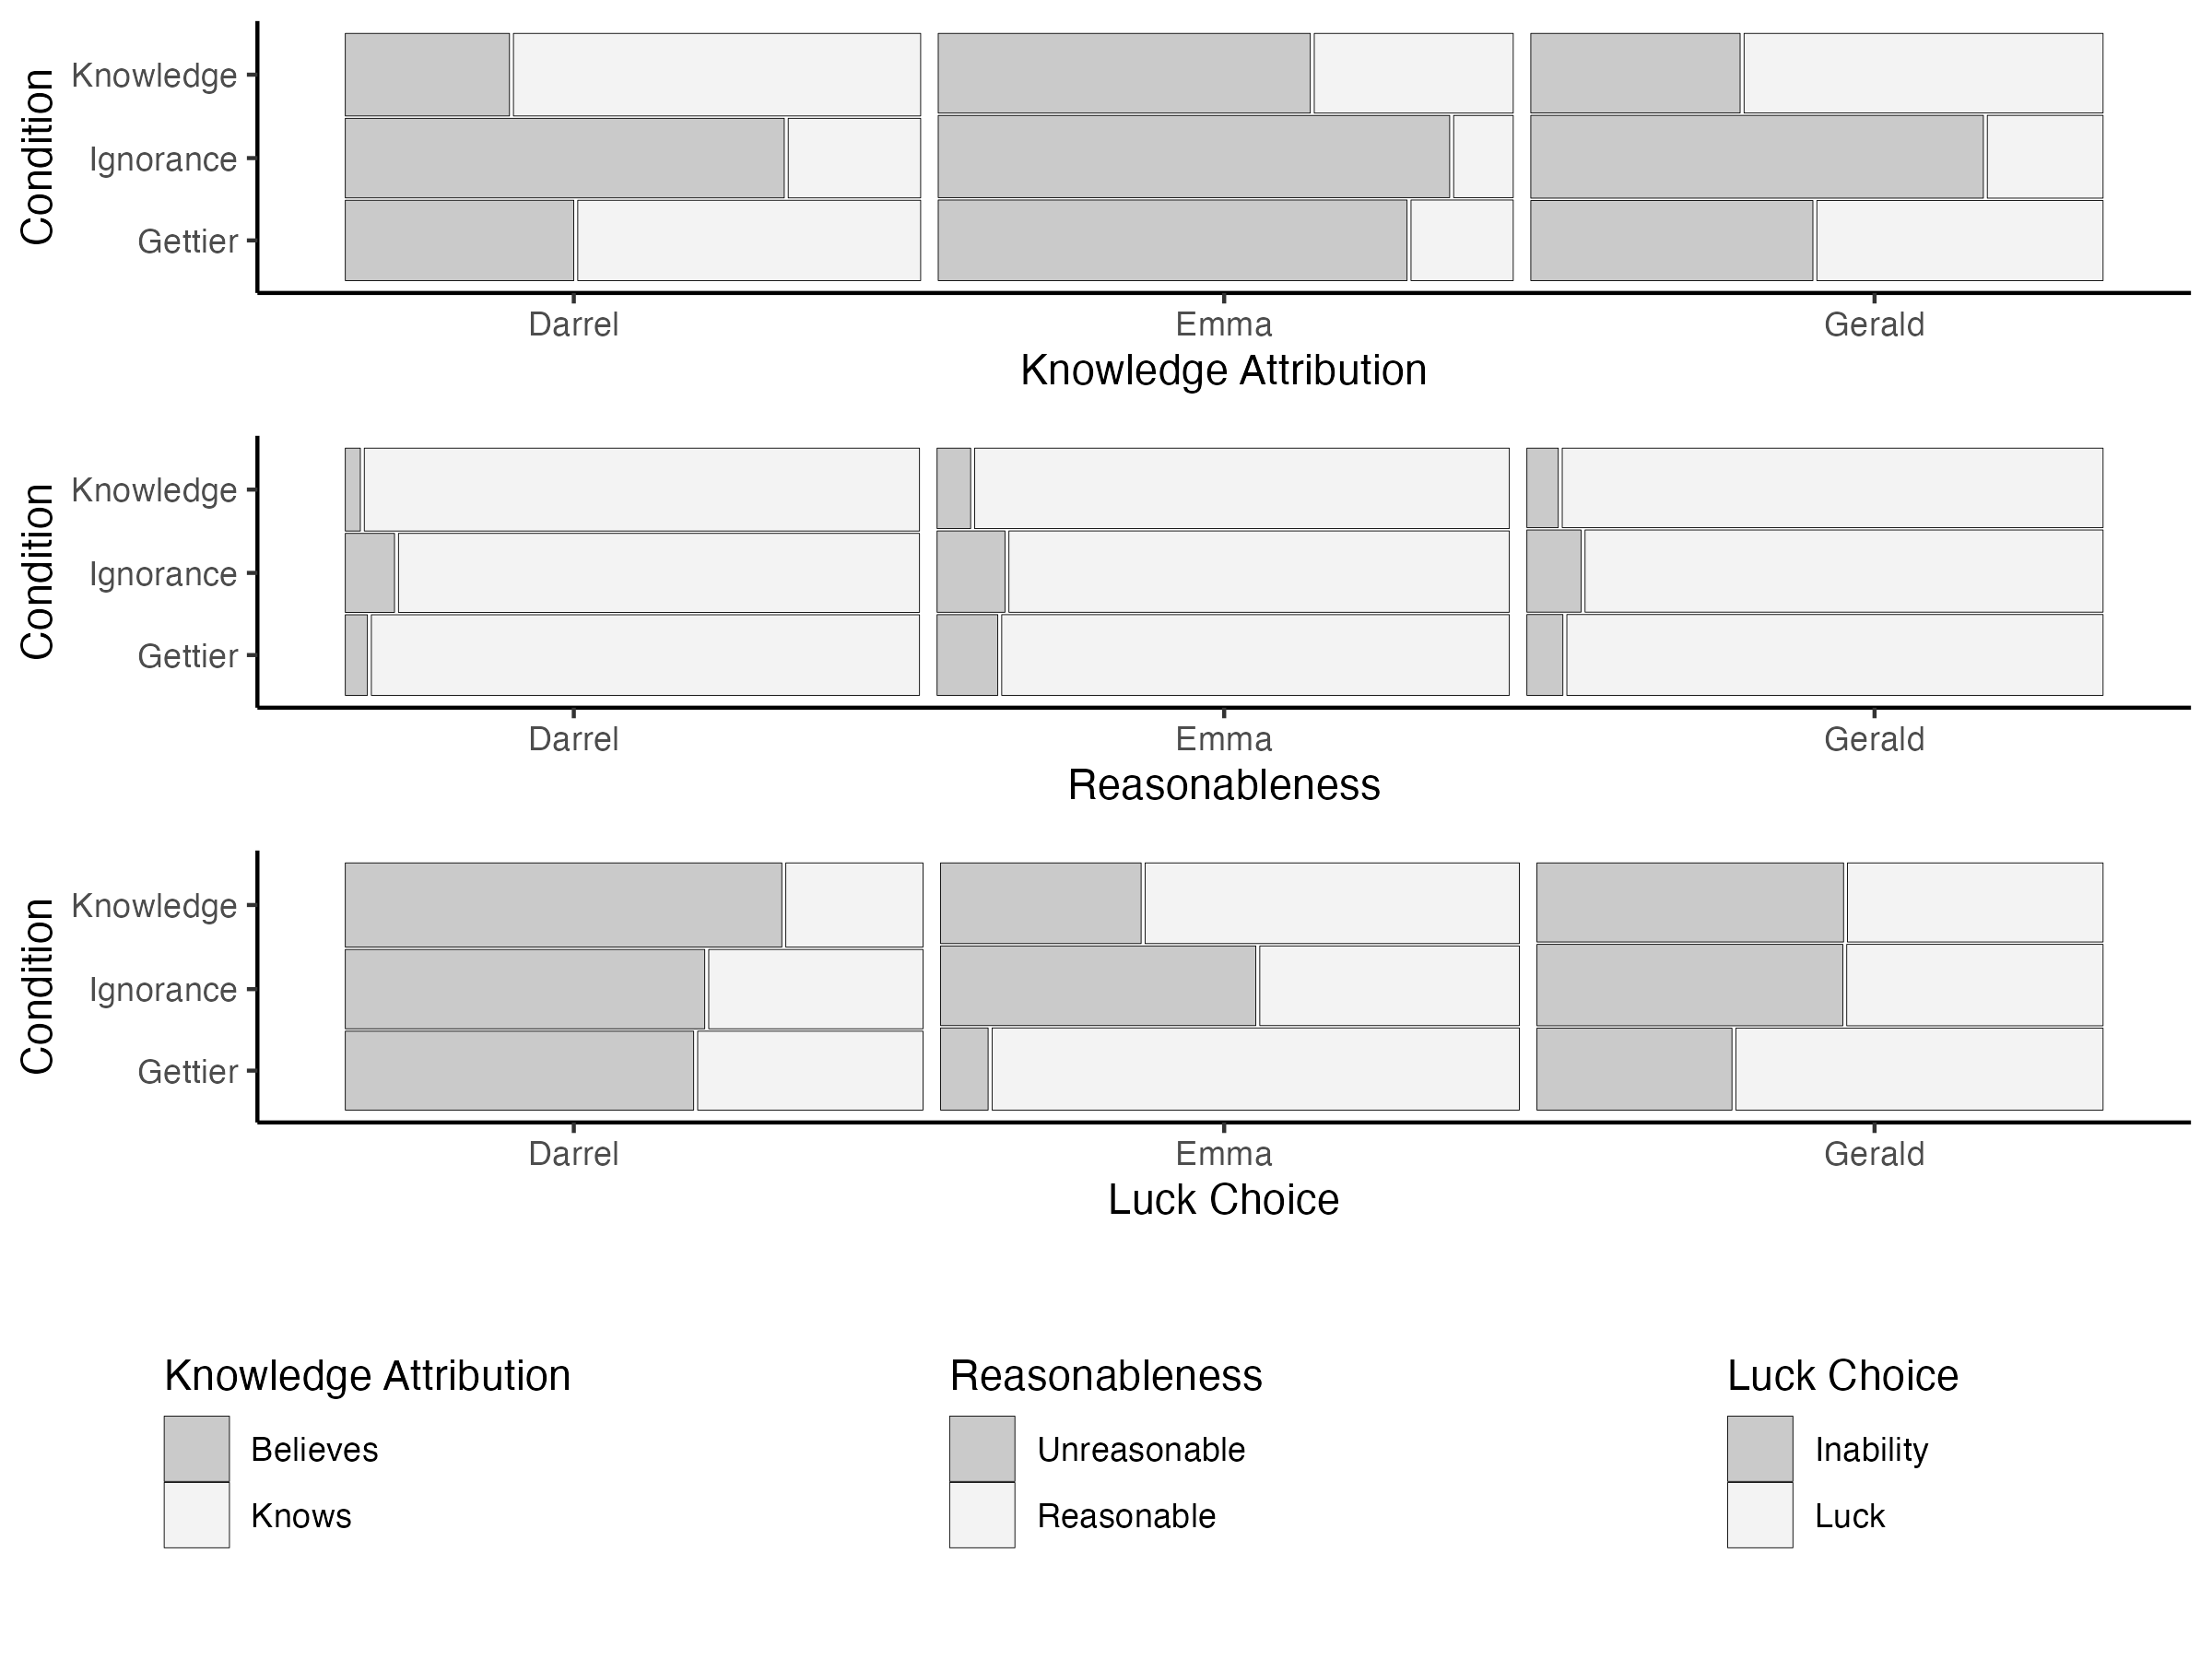 Condition
Knowledge
Ignorance
Gettier
Darrel Emma Gerald
Knowledge Attribution
Condition
Knowledge
Ignorance
Gettier
Darrel Emma Gerald
Reasonableness
Condition
Knowledge
Ignorance
Gettier
Darrel Emma Gerald
Luck Choice
Knowledge Attribution
Believes
Knows
Reasonableness
Unreasonable
Reasonable
Luck Choice
Inability
Luck